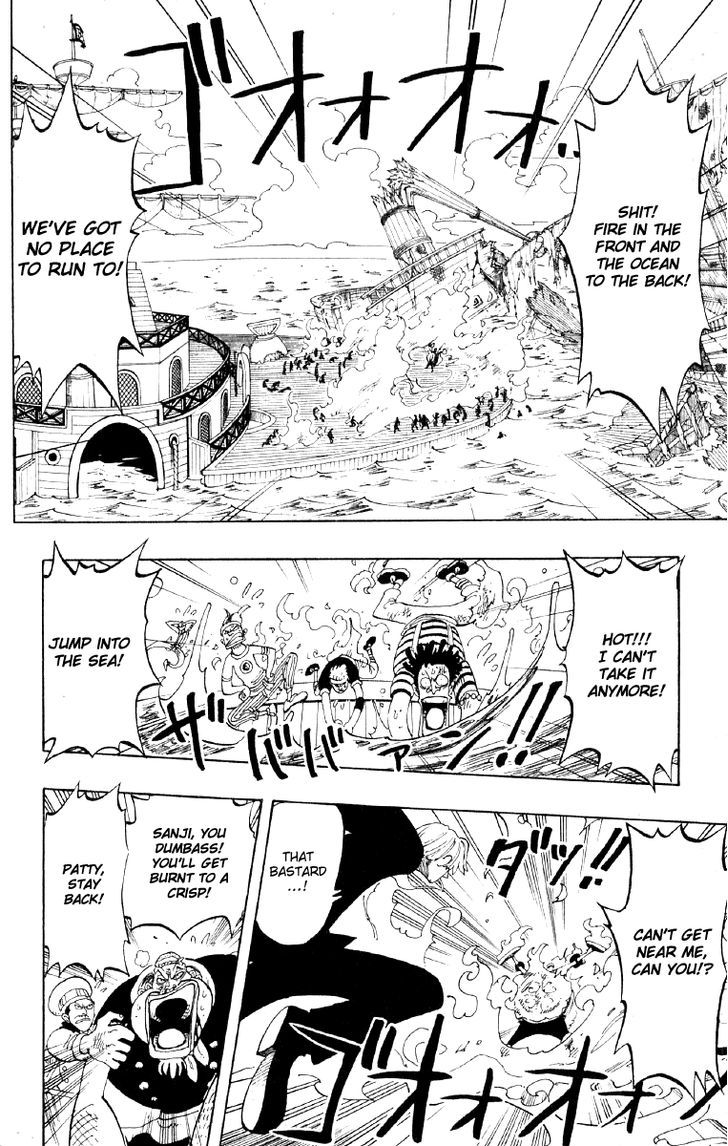 ゴオオオオ..
SHIT!
FIRE IN THE
FRONT AND
THE OCEAN
TO THE BACK!
WE'VE GOT
NO PLACE
TO RUN TO!
HOT!!!
I CAN'T
TAKE IT
ANYMORE!
JUMP INTO
THE SEA!
ザババァーン!!
CAN'T GET
NEAR ME,
CAN YOU!?
ダッ!!
THAT
BASTARD
...!
ゴオオオオ
SANJI, YOU
DUMBASS!
YOU'LL GET
BURNT TO A
CRISP!
PATTY,
STAY
BACK!